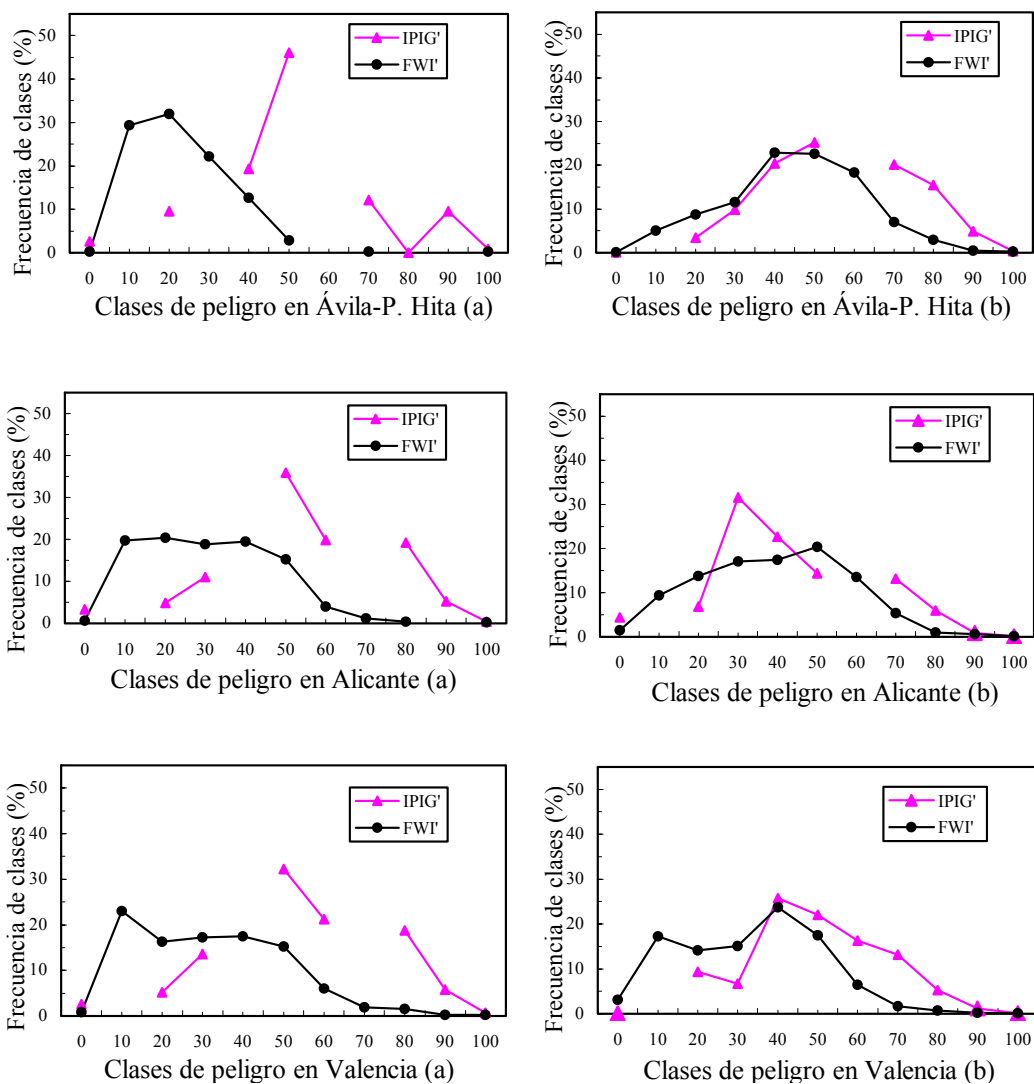 Frecuencia de clases (%)
50
40
30
20
10
0
IPIG'
FWI'
0 10 20 30 40 50 60 70 80 90 100
Clases de peligro en Ávila-P. Hita (a)
Frecuencia de clases (%)
50
40
30
20
10
0
IPIG'
FWI'
0 10 20 30 40 50 60 70 80 90 100
Clases de peligro en Ávila-P. Hita (b)
Frecuencia de clases (%)
50
40
30
20
10
0
IPIG'
FWI'
0 10 20 30 40 50 60 70 80 90 100
Clases de peligro en Alicante (a)
Frecuencia de clases (%)
50
40
30
20
10
0
IPIG'
FWI'
0 10 20 30 40 50 60 70 80 90 100
Clases de peligro en Alicante (b)
Frecuencia de clases (%)
50
40
30
20
10
0
IPIG'
FWI'
0 10 20 30 40 50 60 70 80 90 100
Clases de peligro en Valencia (a)
Frecuencia de clases (%)
50
40
30
20
10
0
IPIG'
FWI'
0 10 20 30 40 50 60 70 80 90 100
Clases de peligro en Valencia (b)